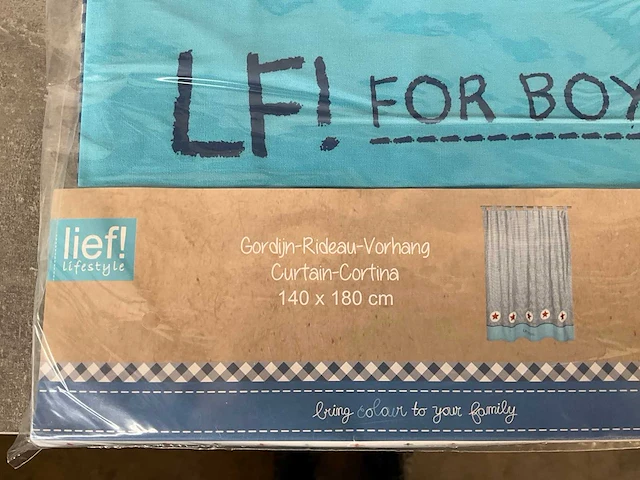 LF! FOR BOY
lief!
lifestyle
Gordijn-Rideau-Vorhang
Curtain-Cortina
140 x 180 cm
bring colour to your family